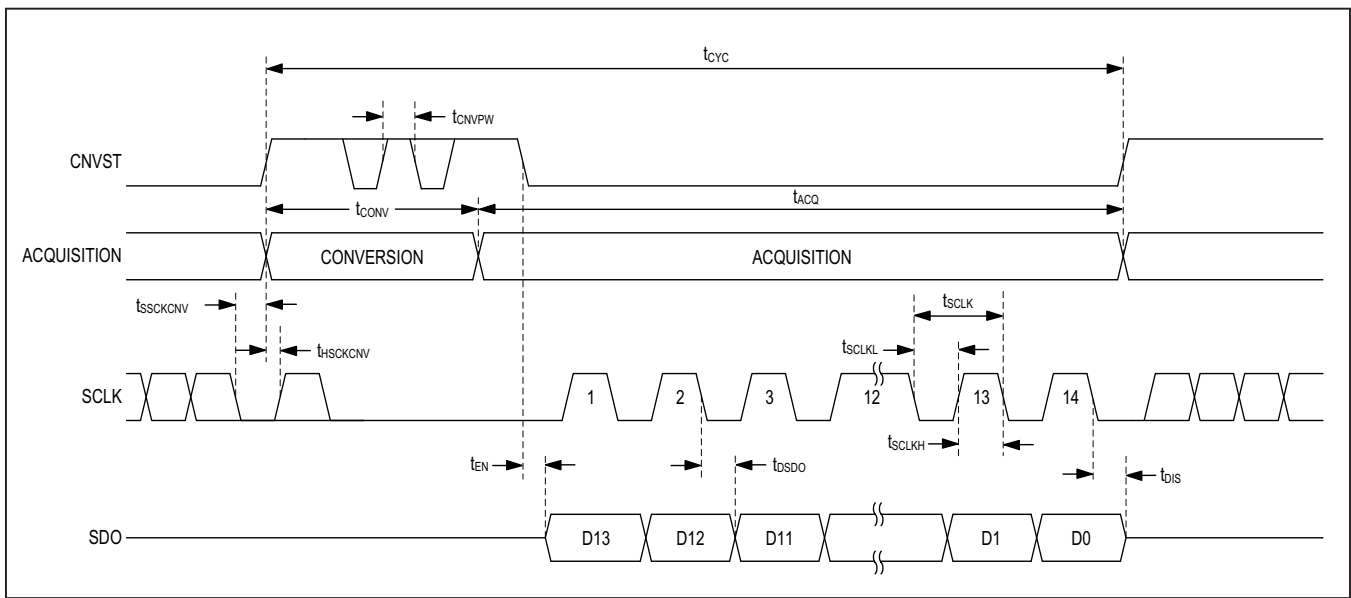 tCYC
tCNVPW
CNVST
tCONV
tACQ
ACQUISITION
CONVERSION
ACQUISITION
tSSCKCNV
tSCLK
tHSCKCNV
tSCLKL
SCLK
1
2
3
12
13
14
tSCLKH
tEN
tDSDO
tDIS
SDO
D13
D12
D11
D1
D0